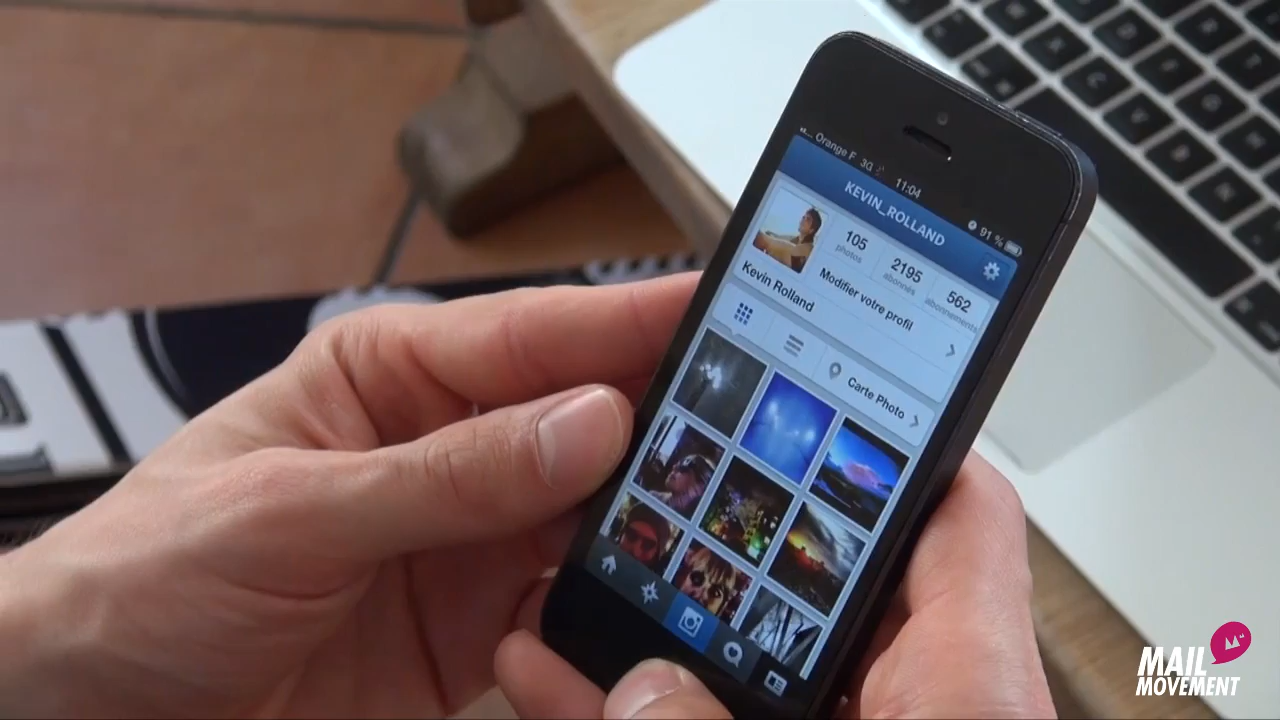 Orange F 3G 11:04 91 %
KEVIN_ROLLAND
105 2195 562
photos abonnés abonnements
Modifier votre profil
Kevin Rolland
Carte Photo
MAIL
MOVEMENT